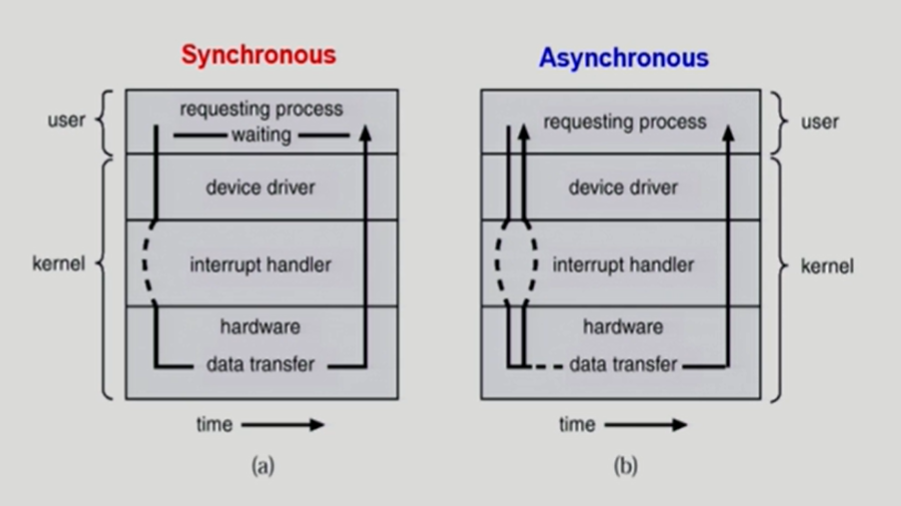 Synchronous
user
requesting process
waiting
device driver
kernel
interrupt handler
hardware
data transfer
time
(a)
Asynchronous
requesting process
user
device driver
interrupt handler
kernel
hardware
data transfer
time
(b)